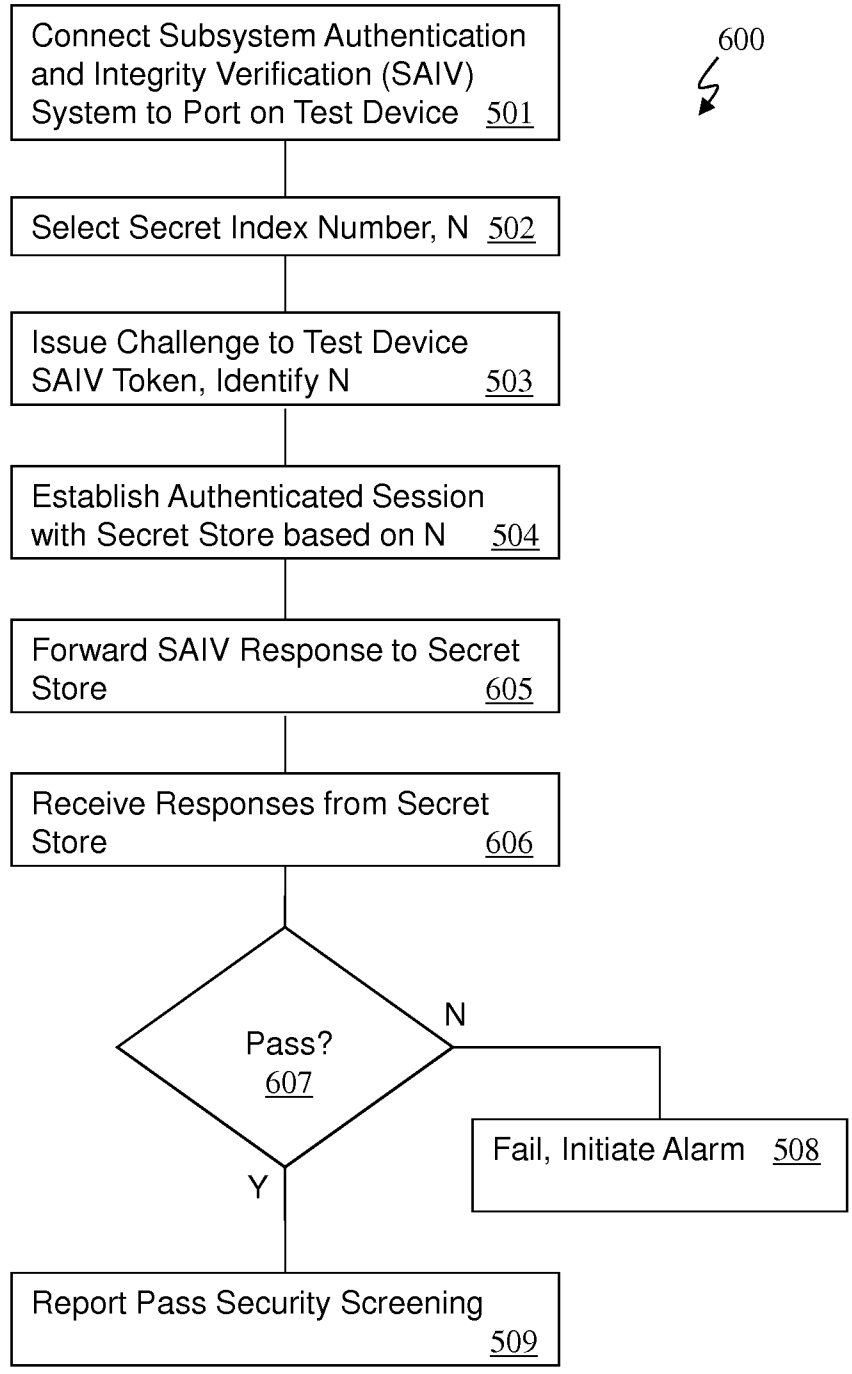 Connect Subsystem Authentication
and Integrity Verification (SAIV)
System to Port on Test Device 501
600
Select Secret Index Number, N 502
Issue Challenge to Test Device
SAIV Token, Identify N 503
Establish Authenticated Session
with Secret Store based on N 504
Forward SAIV Response to Secret
Store 605
Receive Responses from Secret
Store 606
N
Pass?
607
Fail, Initiate Alarm 508
Y
Report Pass Security Screening
509